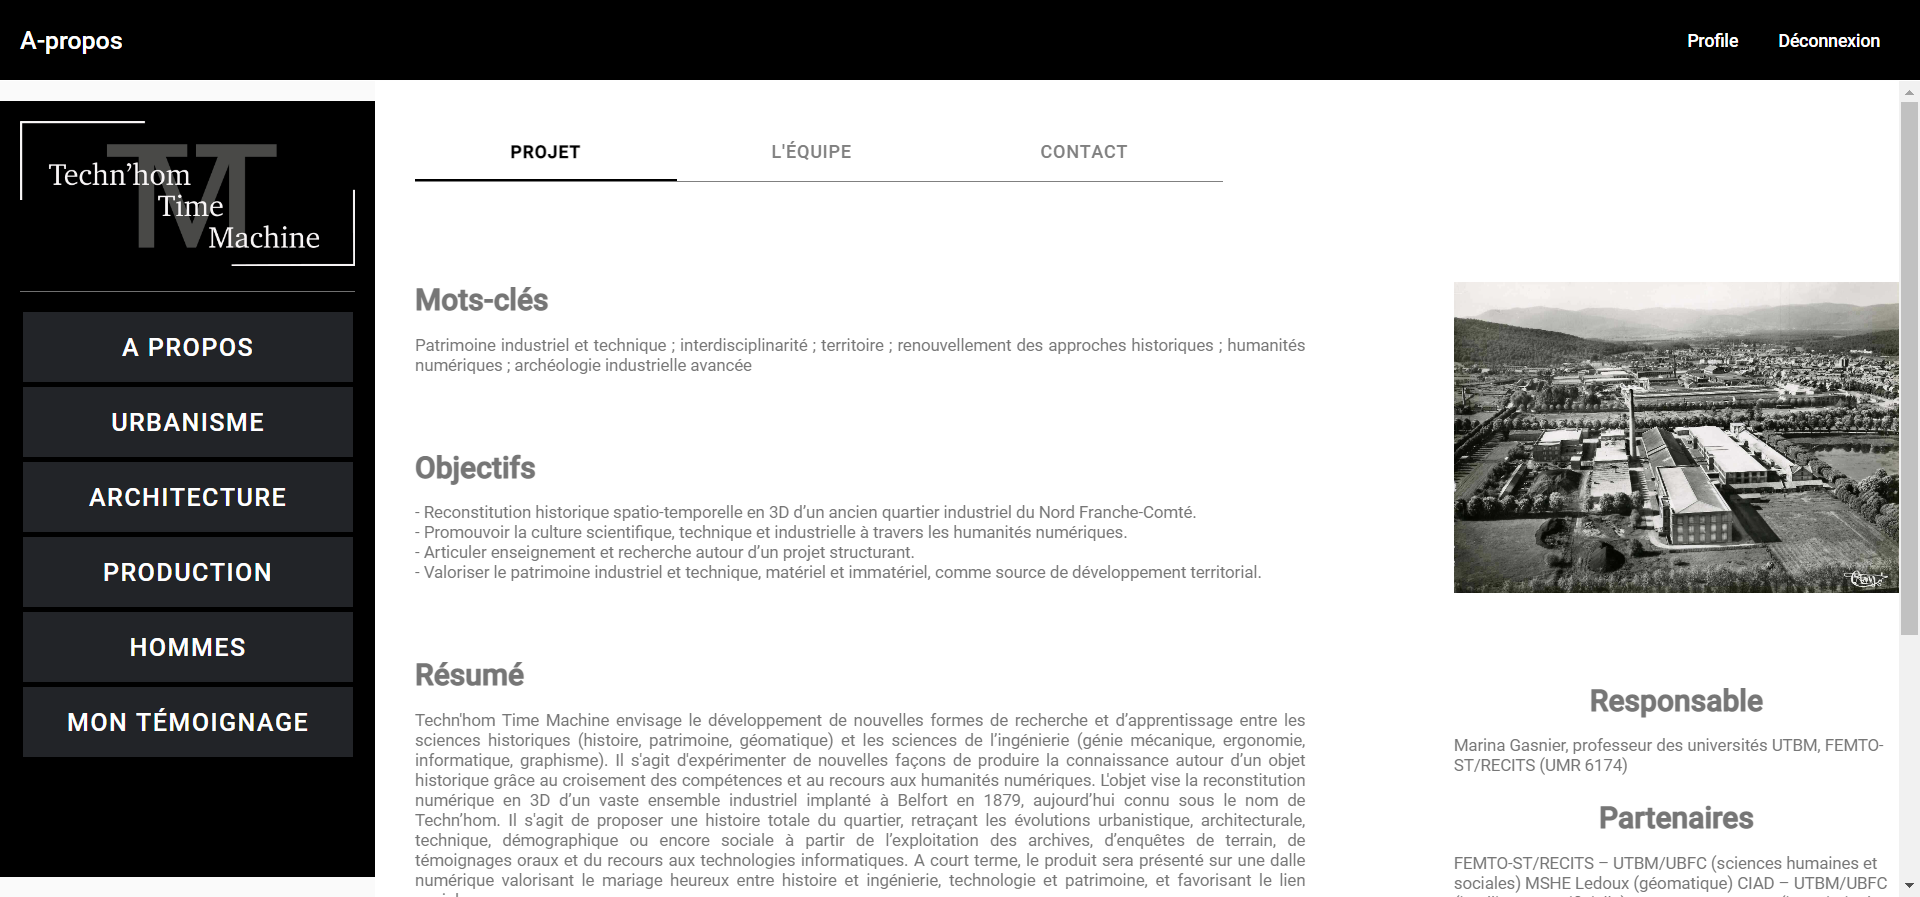 A-propos
Profile
Déconnexion
Techn’hom
Time
Machine
A PROPOS
URBANISME
ARCHITECTURE
PRODUCTION
HOMMES
MON TÉMOIGNAGE
PROJET
L'ÉQUIPE
CONTACT
Mots-clés
Patrimoine industriel et technique ; interdisciplinarité ; territoire ; renouvellement des approches historiques ; humanités
numériques ; archéologie industrielle avancée
Objectifs
- Reconstitution historique spatio-temporelle en 3D d’un ancien quartier industriel du Nord Franche-Comté.
- Promouvoir la culture scientifique, technique et industrielle à travers les humanités numériques.
- Articuler enseignement et recherche autour d’un projet structurant.
- Valoriser le patrimoine industriel et technique, matériel et immatériel, comme source de développement territorial.
Résumé
Techn'hom Time Machine envisage le développement de nouvelles formes de recherche et d’apprentissage entre les
sciences historiques (histoire, patrimoine, géomatique) et les sciences de l’ingénierie (génie mécanique, ergonomie,
informatique, graphisme). Il s'agit d'expérimenter de nouvelles façons de produire la connaissance autour d’un objet
historique grâce au croisement des compétences et au recours aux humanités numériques. L'objet vise la reconstitution
numérique en 3D d’un vaste ensemble industriel implanté à Belfort en 1879, aujourd’hui connu sous le nom de
Techn’hom. Il s'agit de proposer une histoire totale du quartier, retraçant les évolutions urbanistique, architecturale,
technique, démographique ou encore sociale à partir de l’exploitation des archives, d’enquêtes de terrain, de
témoignages oraux et du recours aux technologies informatiques. A court terme, le produit sera présenté sur une dalle
numérique valorisant le mariage heureux entre histoire et ingénierie, technologie et patrimoine, et favorisant le lien
Responsable
Marina Gasnier, professeur des universités UTBM, FEMTO-
ST/RECITS (UMR 6174)
Partenaires
FEMTO-ST/RECITS – UTBM/UBFC (sciences humaines et
sociales) MSHE Ledoux (géomatique) CIAD – UTBM/UBFC